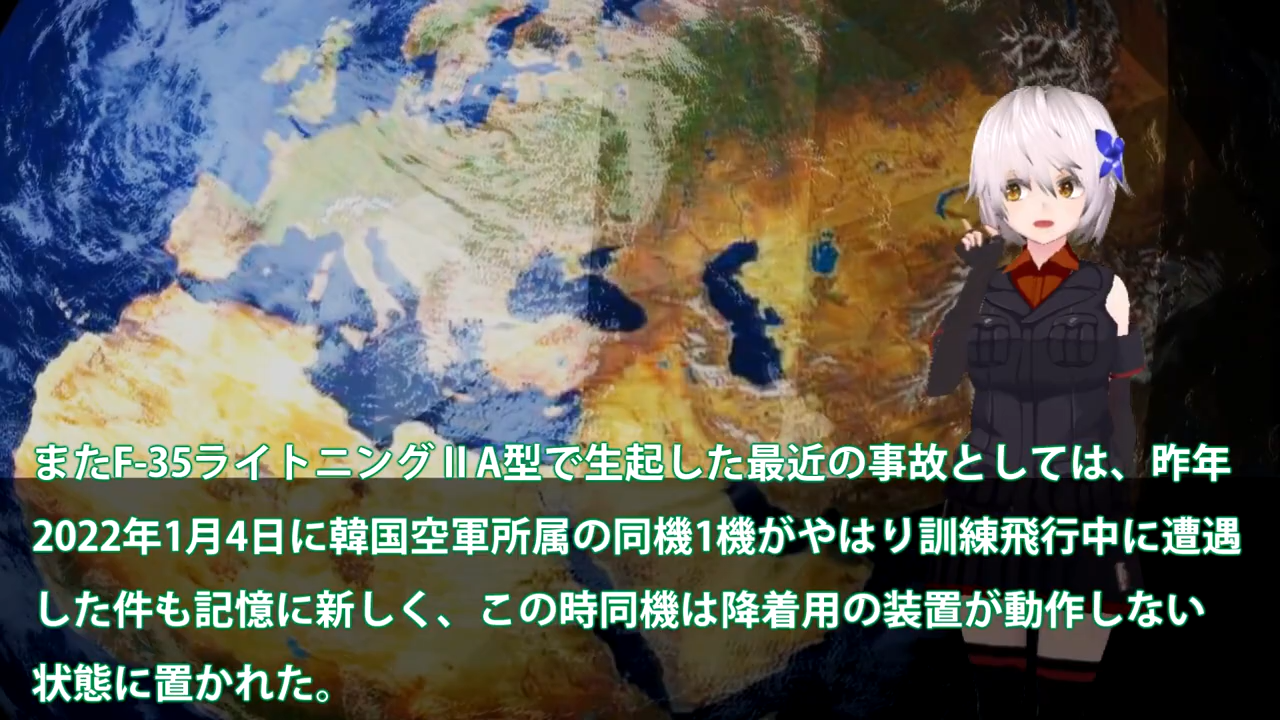 またF-35ライトニングⅡA型で生起した最近の事故としては、昨年
2022年1月4日に韓国空軍所属の同機1機がやはり訓練飛行中に遭遇
した件も記憶に新しく、この時同機は降着用の装置が動作しない
状態に置かれた。